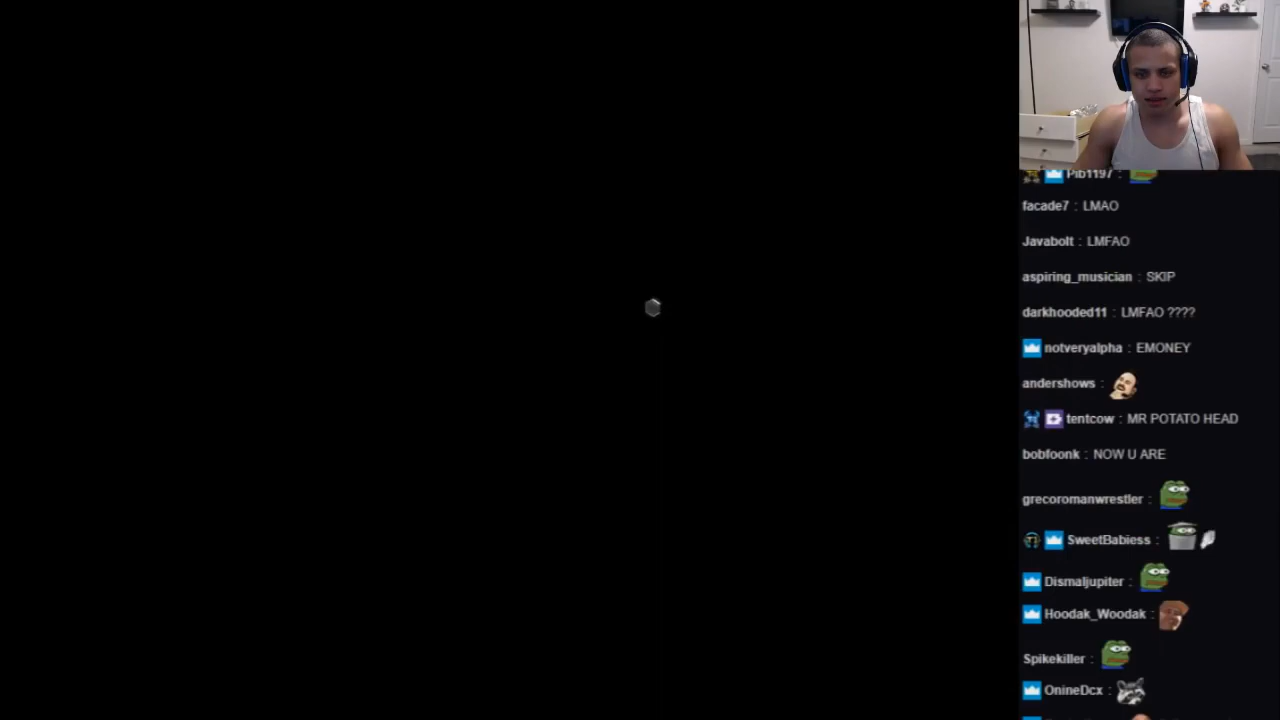 Pib1197 :
facade7 : LMAO
Javabolt : LMFAO
aspiring_musician : SKIP
darkhooded11 : LMFAO ????
notveryalpha : EMONEY
andershows :
tentcow : MR POTATO HEAD
bobfoonk : NOW U ARE
grecoromanwrestler :
SweetBabiess :
Dismaljupiter :
Hoodak_Woodak :
Spikekiller :
OnineDcx :